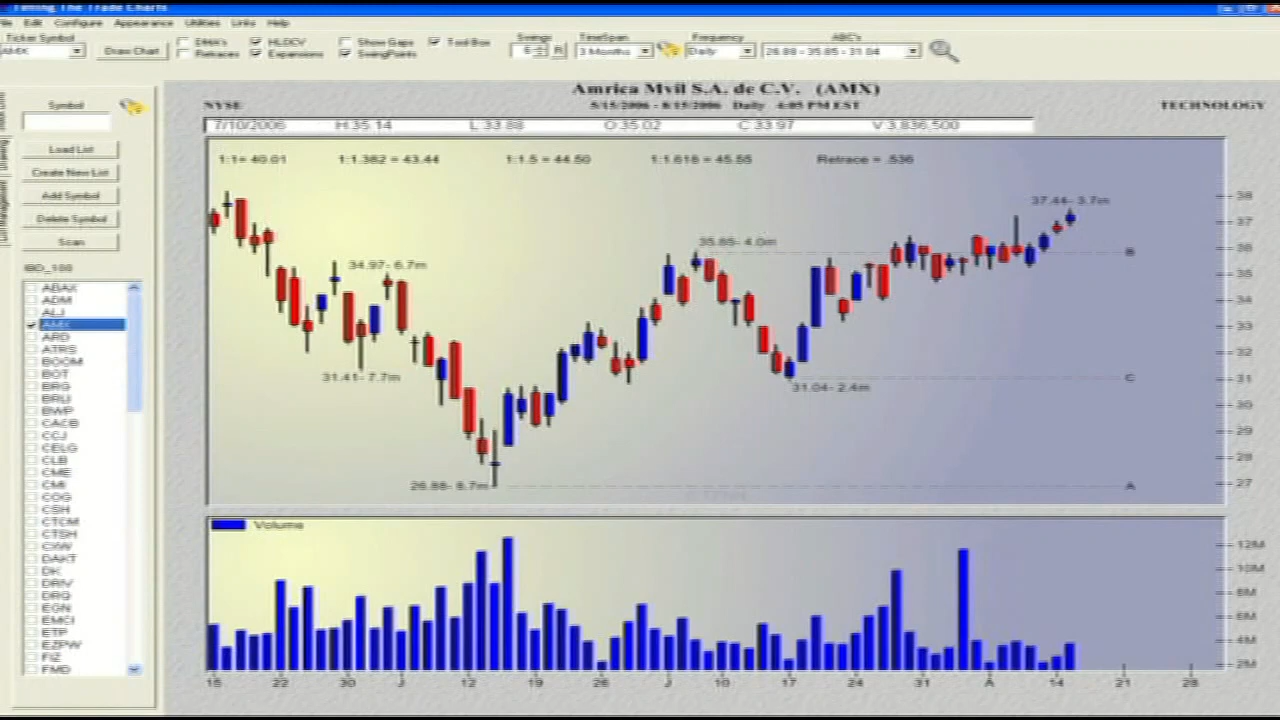 Timing The Trade Charts
File Edit Configure Appearance Utilities Links Help
Ticker Symbol
AMX
Draw Chart
DMA's
Retraces
HLOCV
Expansions
Show Gaps
SwingPoints
Tool Box
Swings
6
R
TimeSpan
3 Months
Frequency
Daily
ABC's
26.88 - 35.85 - 31.04
Amrica Mvil S.A. de C.V. (AMX)
NYSE
5/15/2006 - 8/15/2006 Daily 4:05 PM EST
TECHNOLOGY
7/10/2006 H:35.14 L:33.88 O:35.02 C:33.97 V:3,836,500
Symbol
Load List
Create New List
Add Symbol
Delete Symbol
Scan
IBD_100
ABAX
ADM
ALJ
AMX
ARD
ATRS
BOOM
BOT
BRG
BRLI
BWP
CACB
CCJ
CELG
CLB
CME
CMI
COG
CSH
CTCM
CTSH
CXW
DAKT
DK
DRIV
DRQ
EGN
EMCI
ETP
EZPW
FIZ
FMD
1:1= 40.01 1:1.382 = 43.44 1:1.5 = 44.50 1:1.618 = 45.55 Retrace = .536
37.44- 3.7m
35.85- 4.0m
34.97- 6.7m
31.41- 7.7m
31.04- 2.4m
26.88- 8.7m
B
C
A
38
37
36
35
34
33
32
31
30
29
28
27
Volume
12M
10M
8M
6M
4M
2M
15 22 30 J 12 19 26 J 10 17 24 31 A 14 21 28